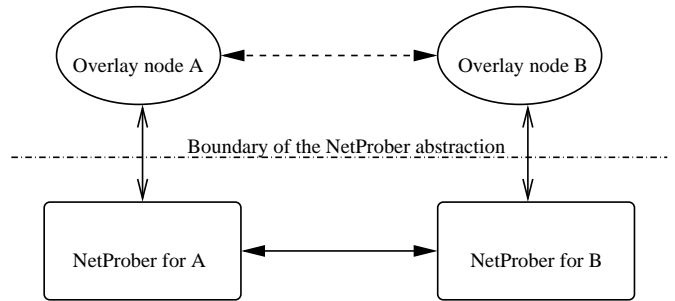 Overlay node A
Overlay node B
Boundary of the NetProber abstraction
NetProber for A
NetProber for B